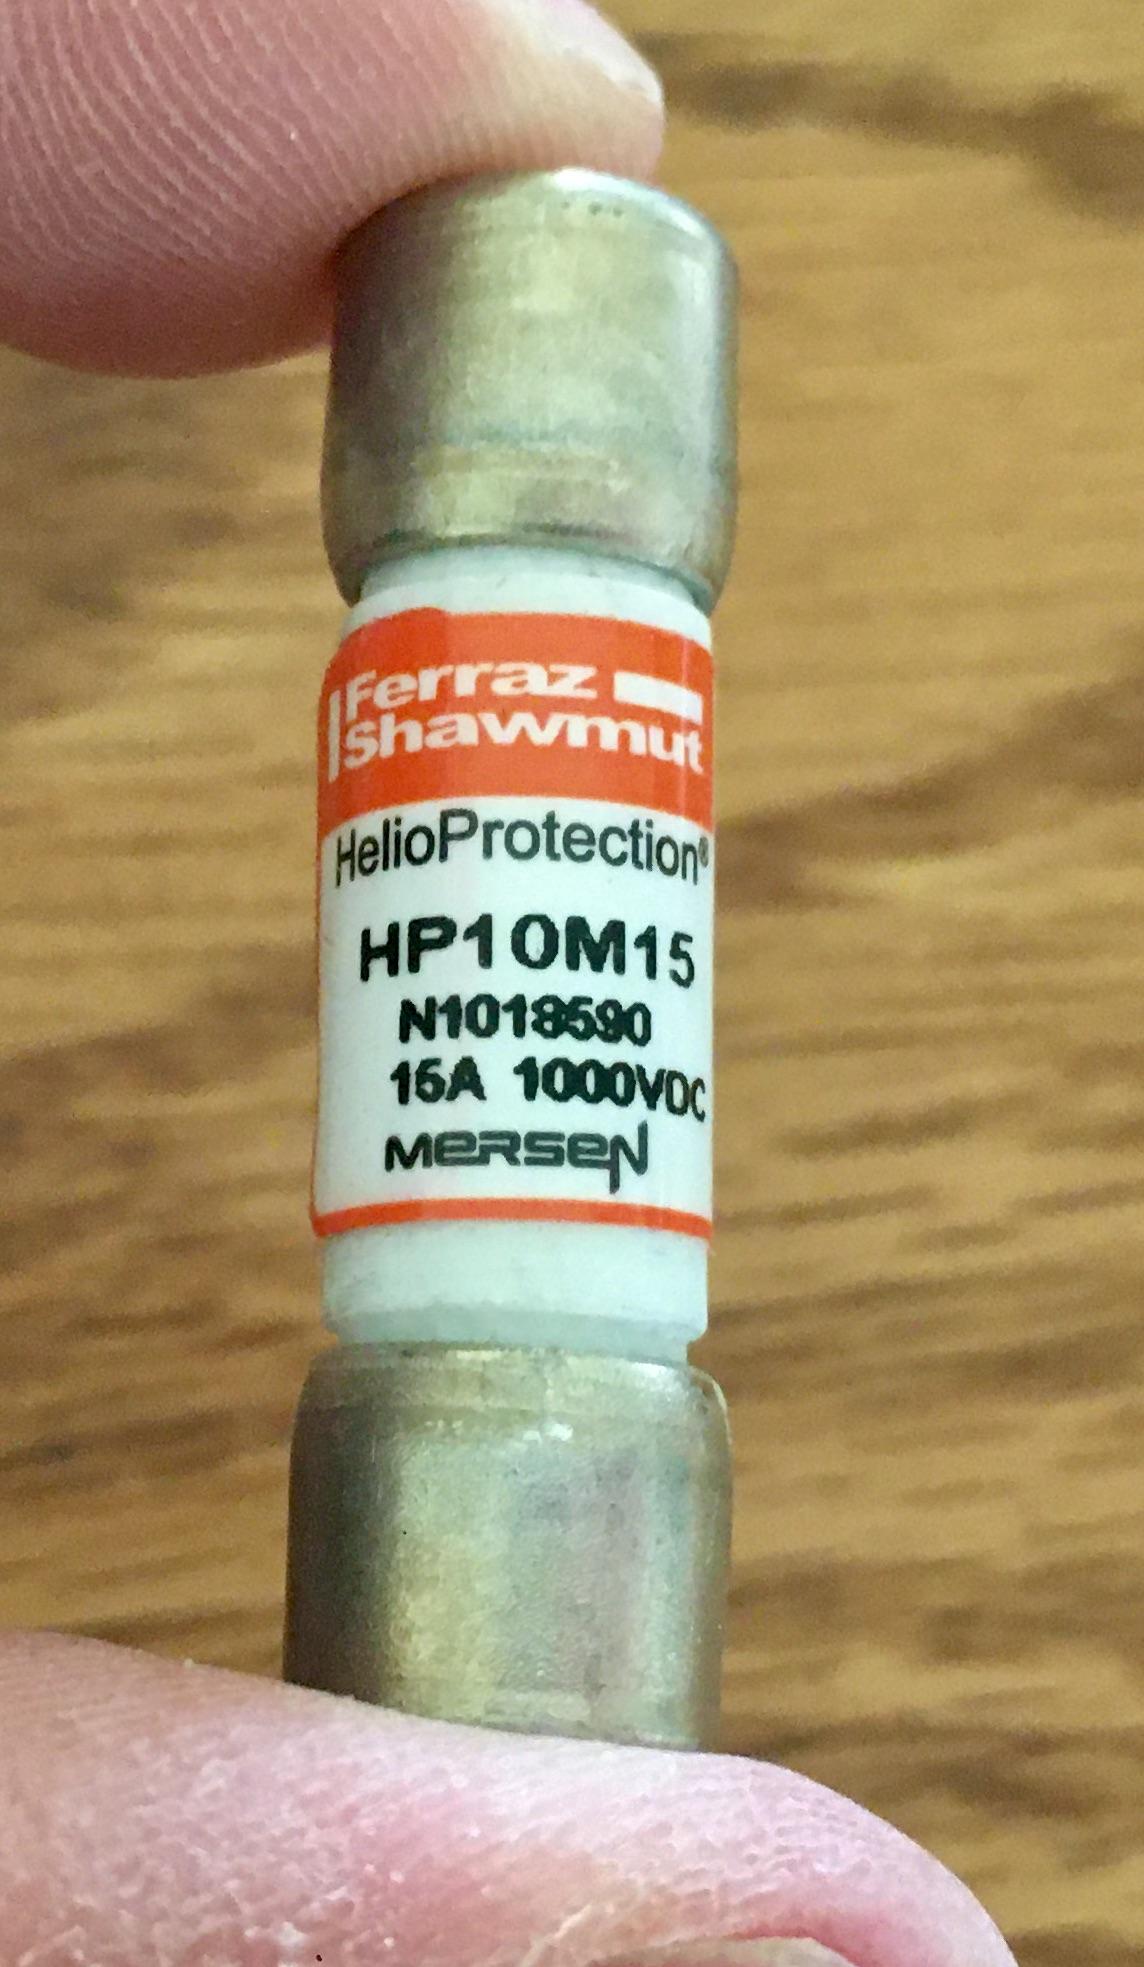 Ferraz
Shawmut
HelioProtection®
HP10M15
N1018590
15A 1000VDC
MERSEN